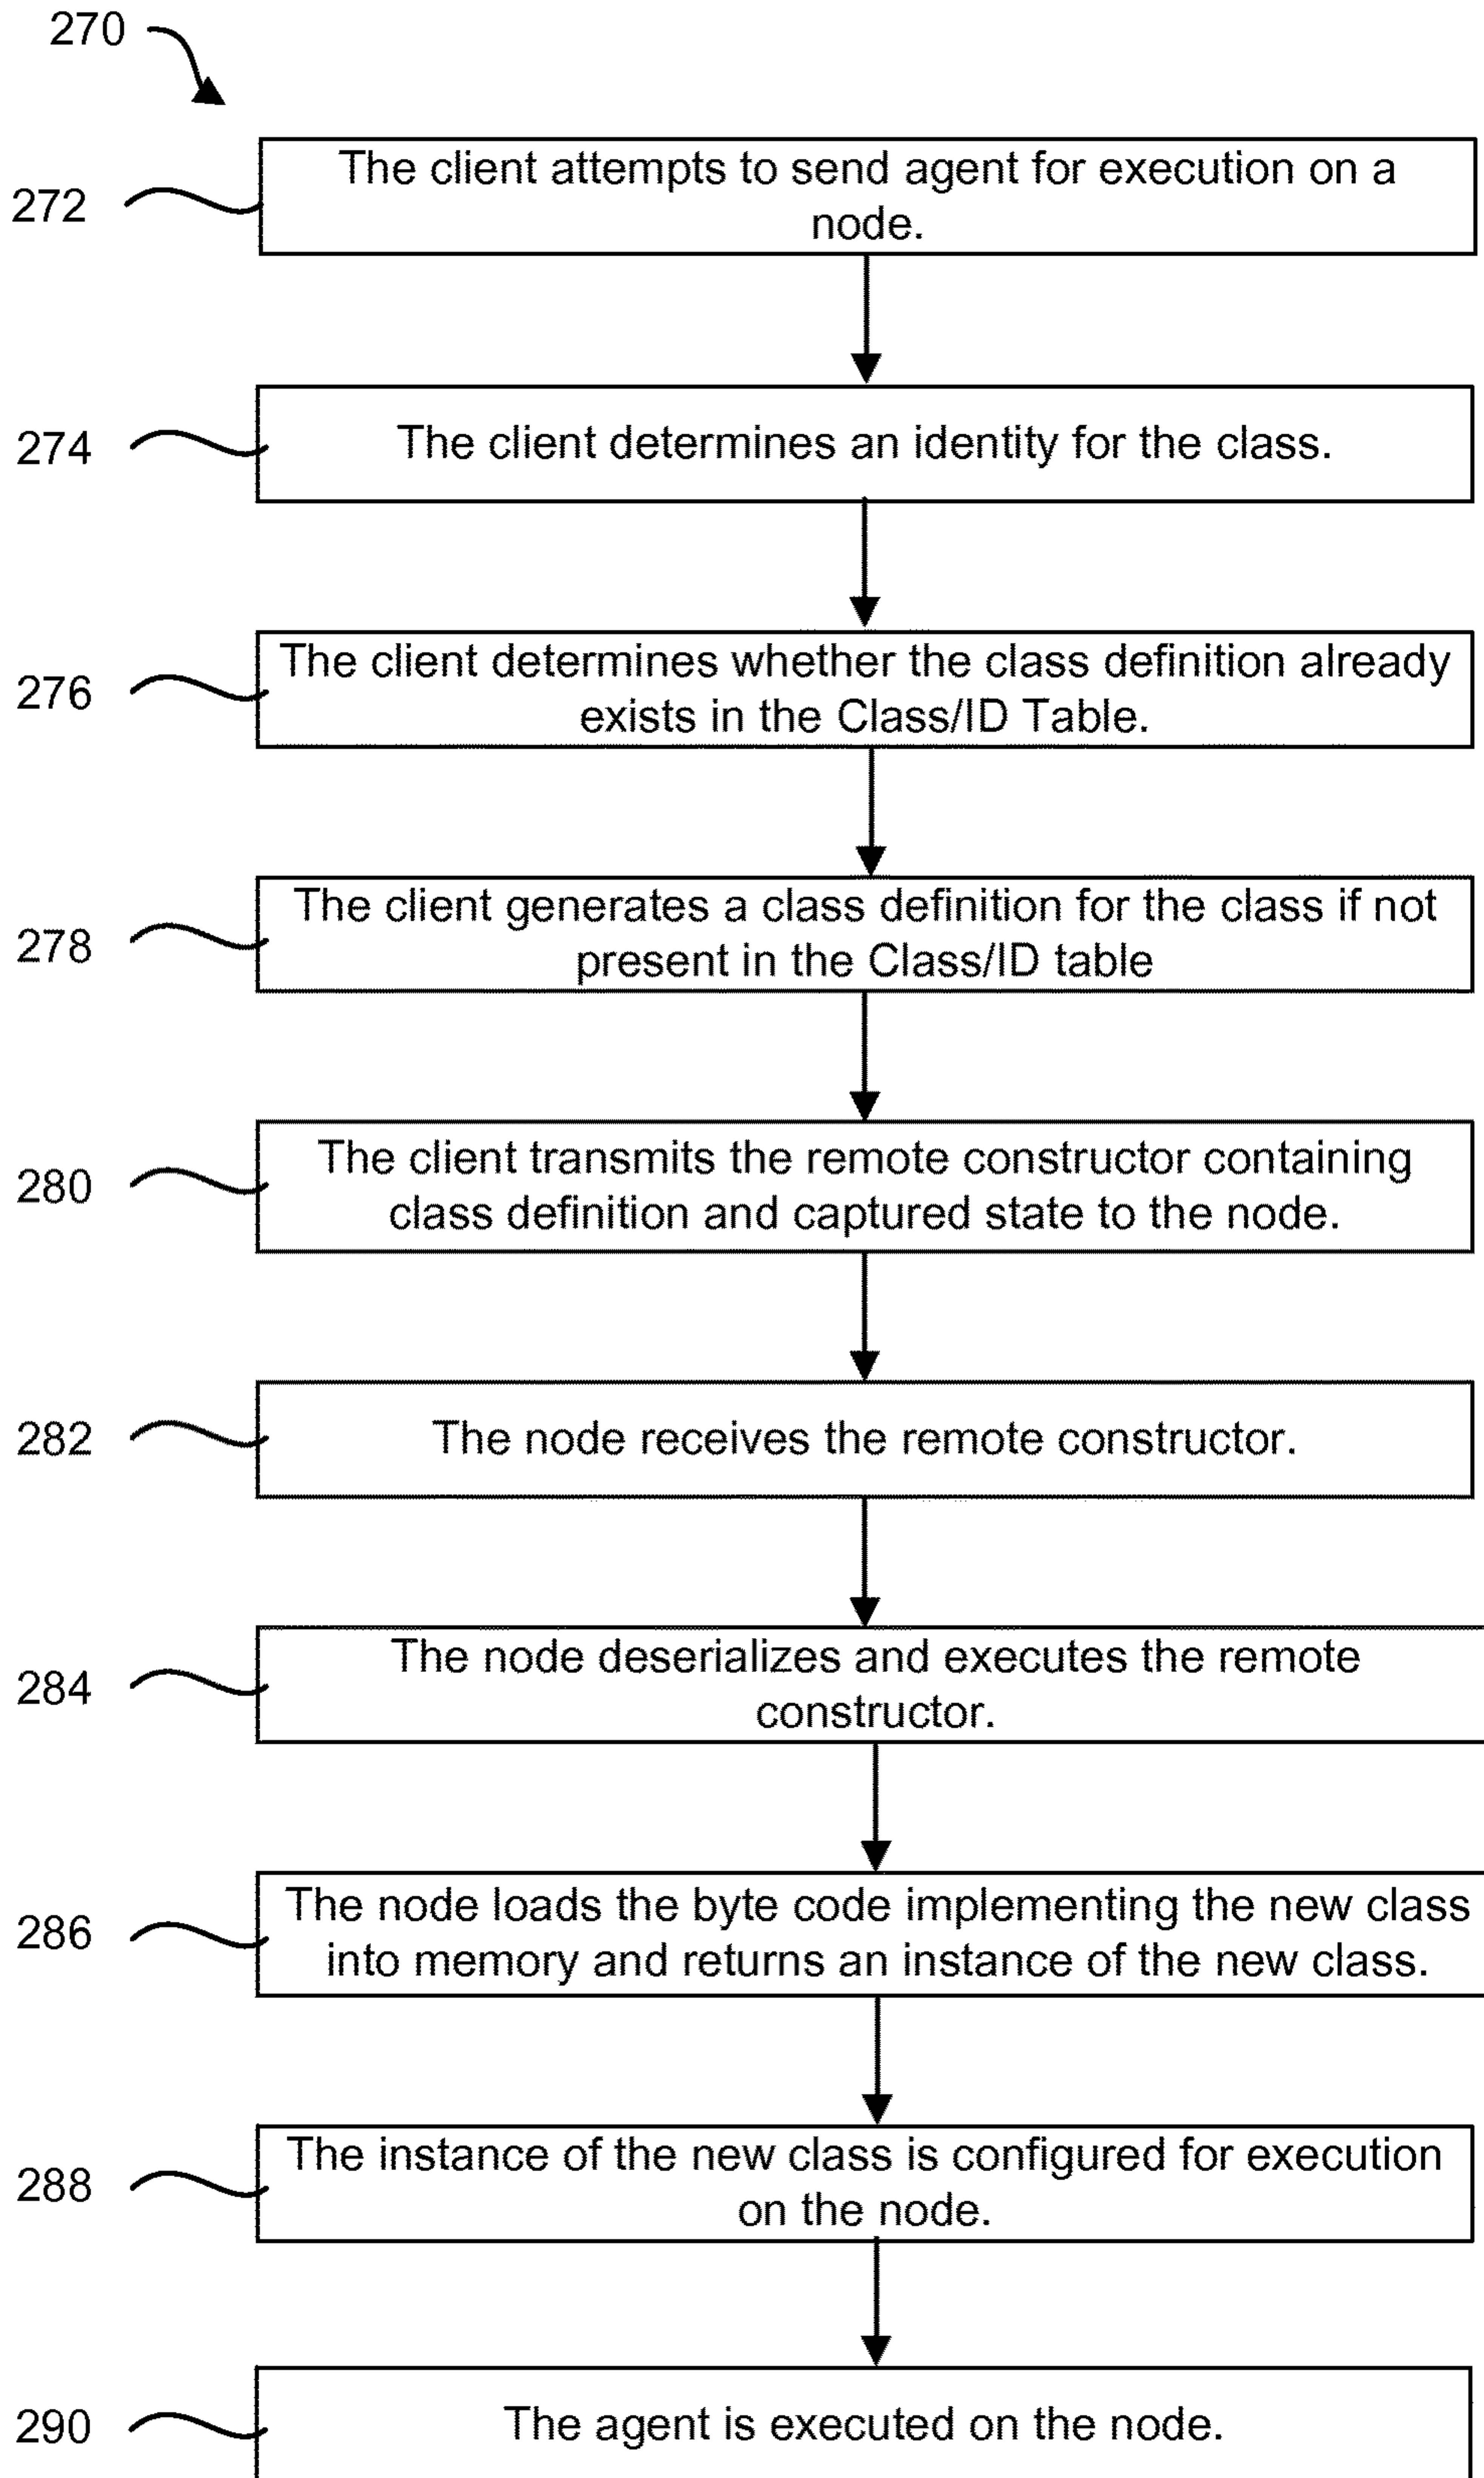 270
272
The client attempts to send agent for execution on a
node.
274
The client determines an identity for the class.
276
The client determines whether the class definition already
exists in the Class/ID Table.
278
The client generates a class definition for the class if not
present in the Class/ID table
280
The client transmits the remote constructor containing
class definition and captured state to the node.
282
The node receives the remote constructor.
284
The node deserializes and executes the remote
constructor.
286
The node loads the byte code implementing the new class
into memory and returns an instance of the new class.
288
The instance of the new class is configured for execution
on the node.
290
The agent is executed on the node.